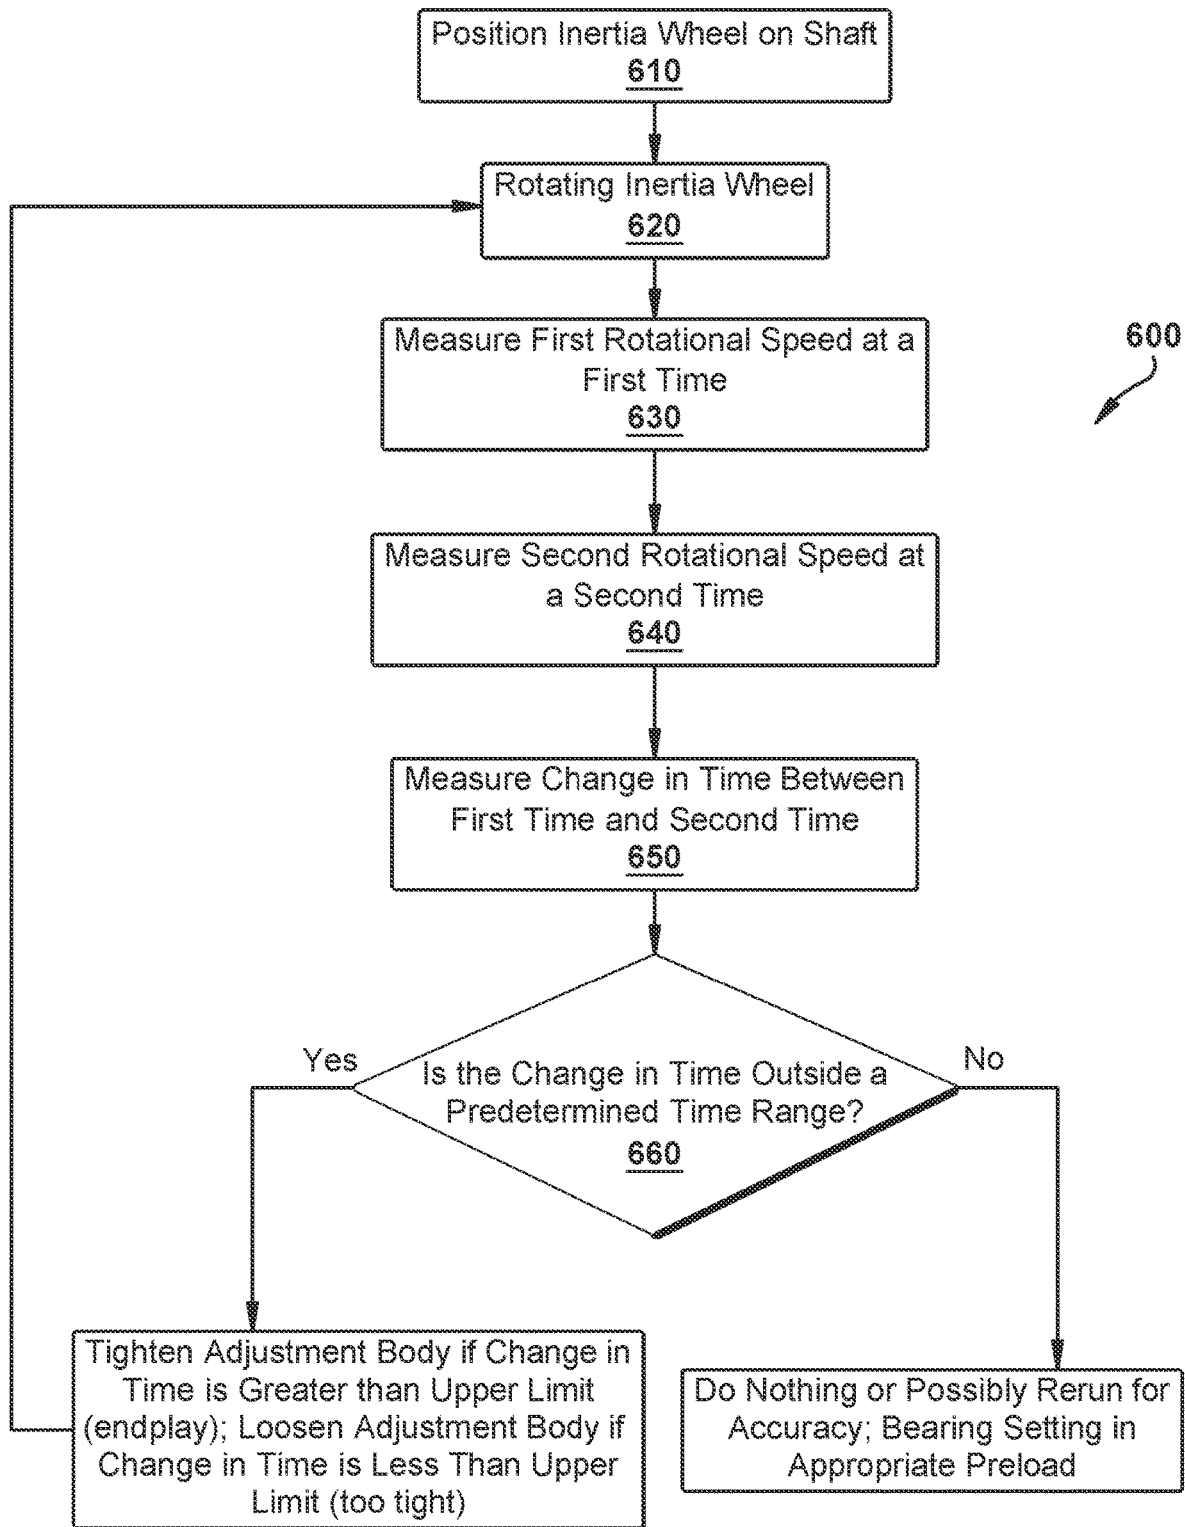 Position Inertia Wheel on Shaft
610
Rotating Inertia Wheel
620
Measure First Rotational Speed at a
First Time
630
600
Measure Second Rotational Speed at
a Second Time
640
Measure Change in Time Between
First Time and Second Time
650
Yes
No
Is the Change in Time Outside a
Predetermined Time Range?
660
Tighten Adjustment Body if Change in
Time is Greater than Upper Limit
(endplay); Loosen Adjustment Body if
Change in Time is Less Than Upper
Limit (too tight)
Do Nothing or Possibly Rerun for
Accuracy; Bearing Setting in
Appropriate Preload